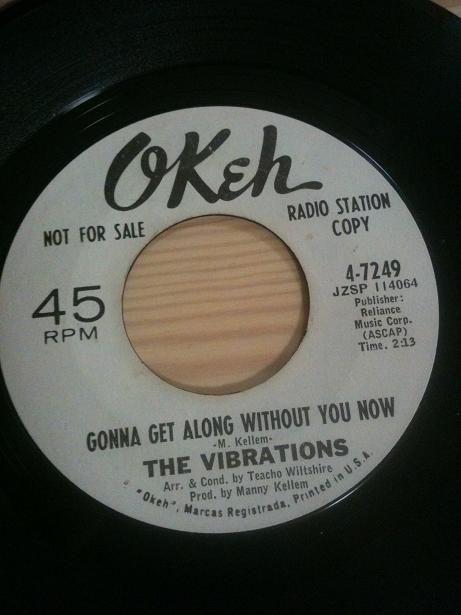 OKeh
NOT FOR SALE
RADIO STATION
COPY
45
RPM
4-7249
JZSP 114064
Publisher:
Reliance
Music Corp.
(ASCAP)
Time. 2:13
GONNA GET ALONG WITHOUT YOU NOW
-M. Kellem-
THE VIBRATIONS
Arr. & Cond. by Teacho Wiltshire
Prod. by Manny Kellem
"Okeh", Marcas Registrada, Printed in U.S.A.